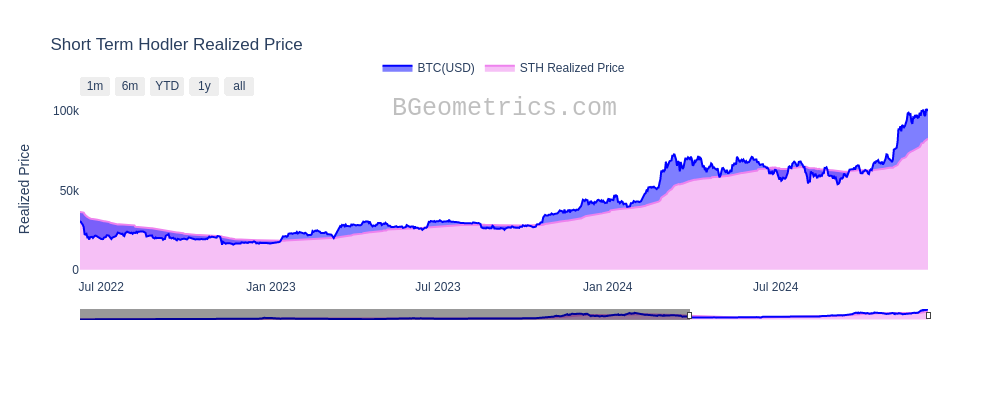 Short Term Hodler Realized Price
BTC(USD) STH Realized Price
1m 6m YTD 1y all
BGeometrics.com
Realized Price
100k
50k
0
Jul 2022 Jan 2023 Jul 2023 Jan 2024 Jul 2024